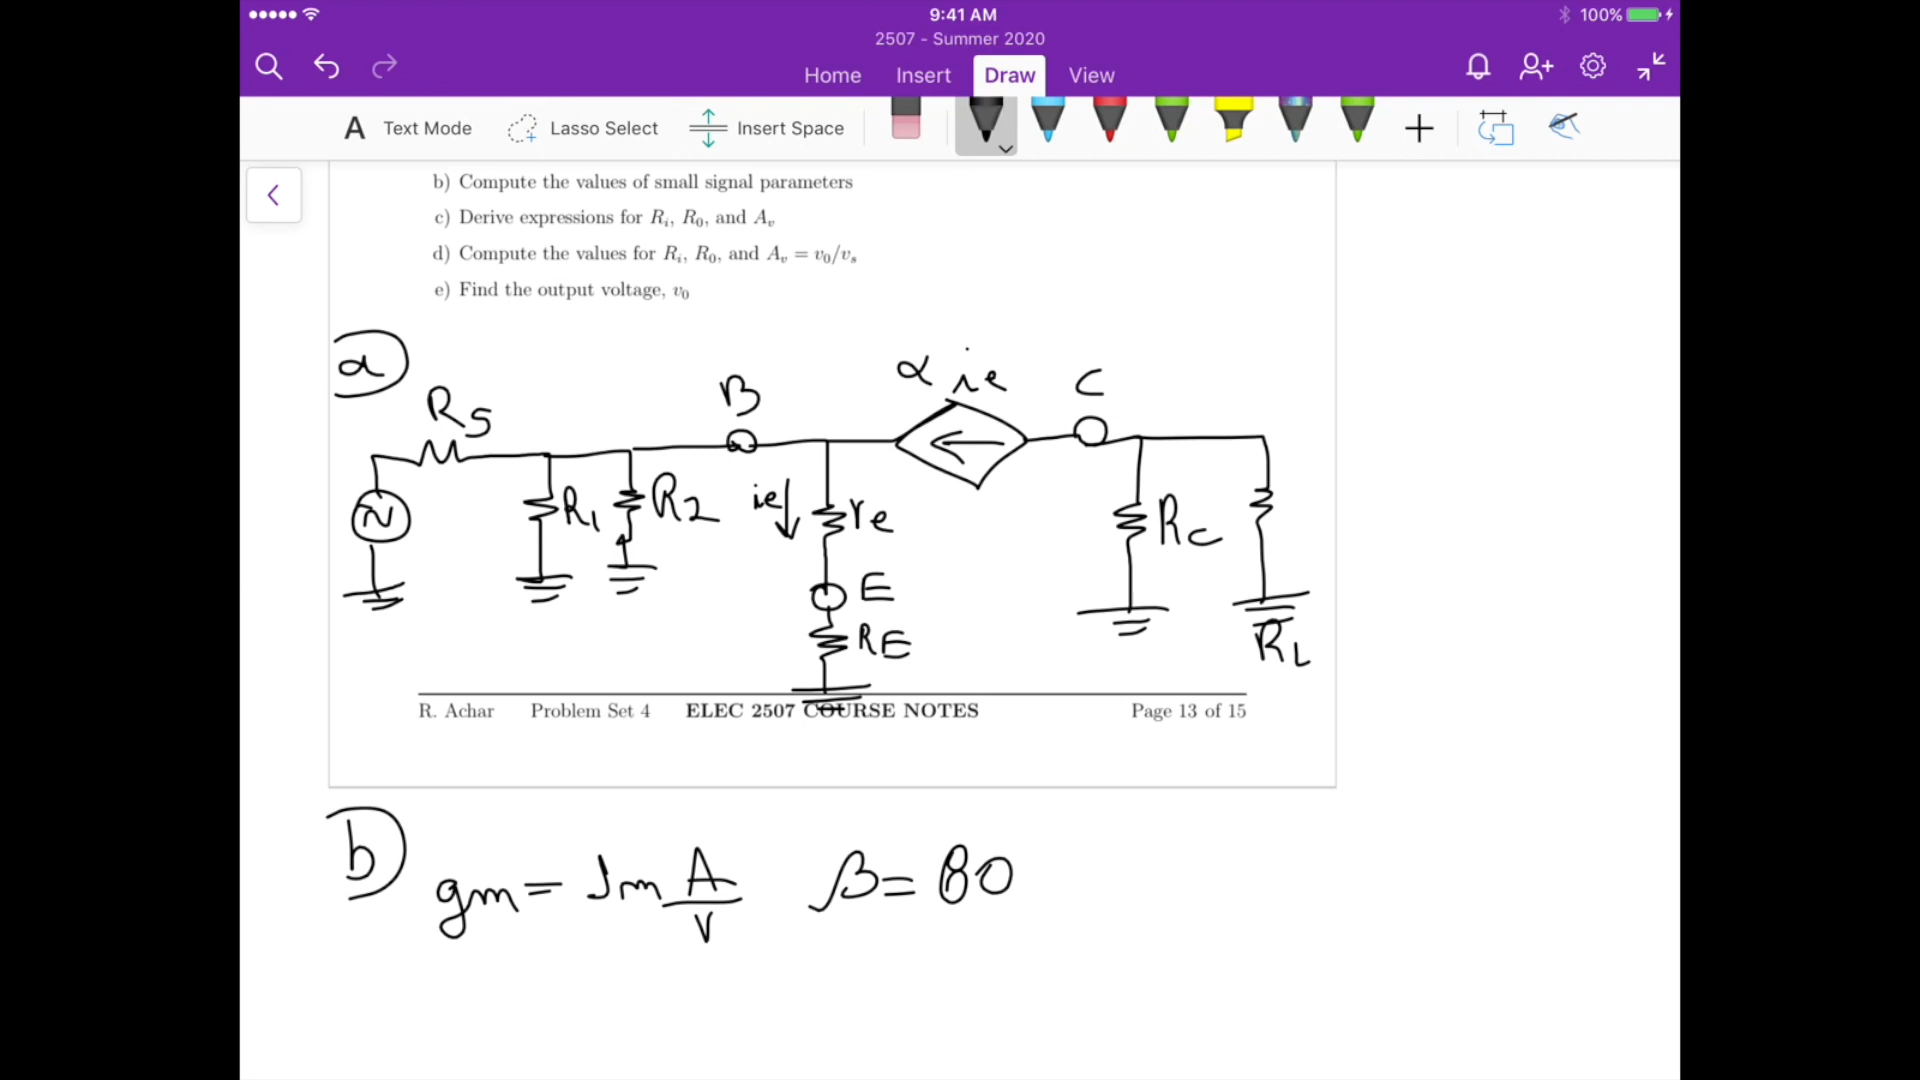 9:41 AM
100%
2507 - Summer 2020
Home Insert Draw View
A Text Mode Lasso Select Insert Space
b) Compute the values of small signal parameters
c) Derive expressions for Rᵢ, R₀, and Aᵥ
d) Compute the values for Rᵢ, R₀, and Aᵥ = v₀/vₛ
e) Find the output voltage, v₀
a
RS
B
α ie
C
R1
R2
ie
re
RC
E
RE
RL
R. Achar Problem Set 4 ELEC 2507 COURSE NOTES Page 13 of 15
b
gm = m A/V β = 80